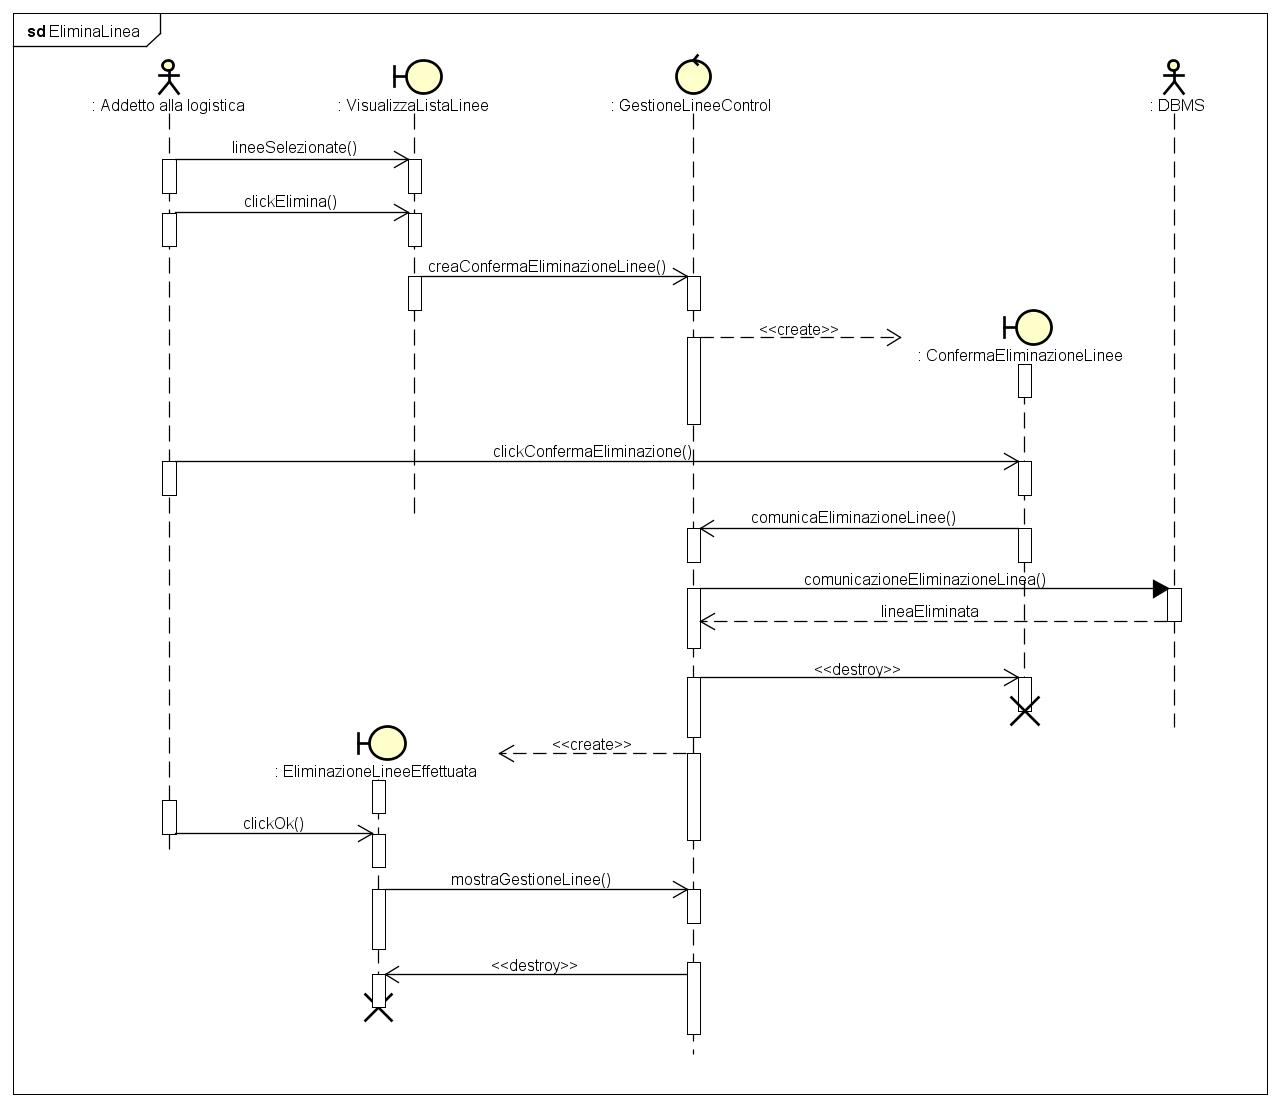 sd EliminaLinea
: Addetto alla logistica
: VisualizzaListaLinee
: GestioneLineeControl
: DBMS
lineeSelezionate()
clickElimina()
creaConfermaEliminazioneLinee()
<<create>>
: ConfermaEliminazioneLinee
clickConfermaEliminazione()
comunicaEliminazioneLinee()
comunicazioneEliminazioneLinea()
lineaEliminata
<<destroy>>
<<create>>
: EliminazioneLineeEffettuata
clickOk()
mostraGestioneLinee()
<<destroy>>